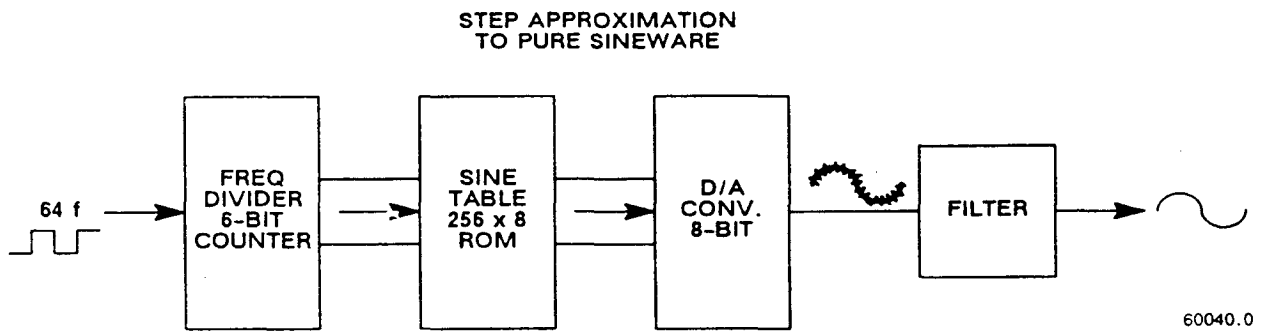 STEP APPROXIMATION
TO PURE SINEWARE
64 f
FREQ
DIVIDER
6-BIT
COUNTER
SINE
TABLE
256 x 8
ROM
D/A
CONV.
8-BIT
FILTER
60040.0